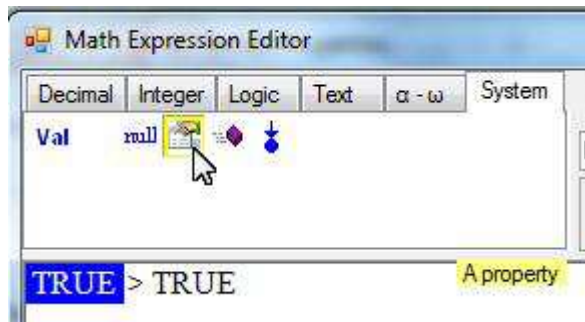 Math Expression Editor
Decimal Integer Logic Text α - ω System
Val null
A property
TRUE > TRUE